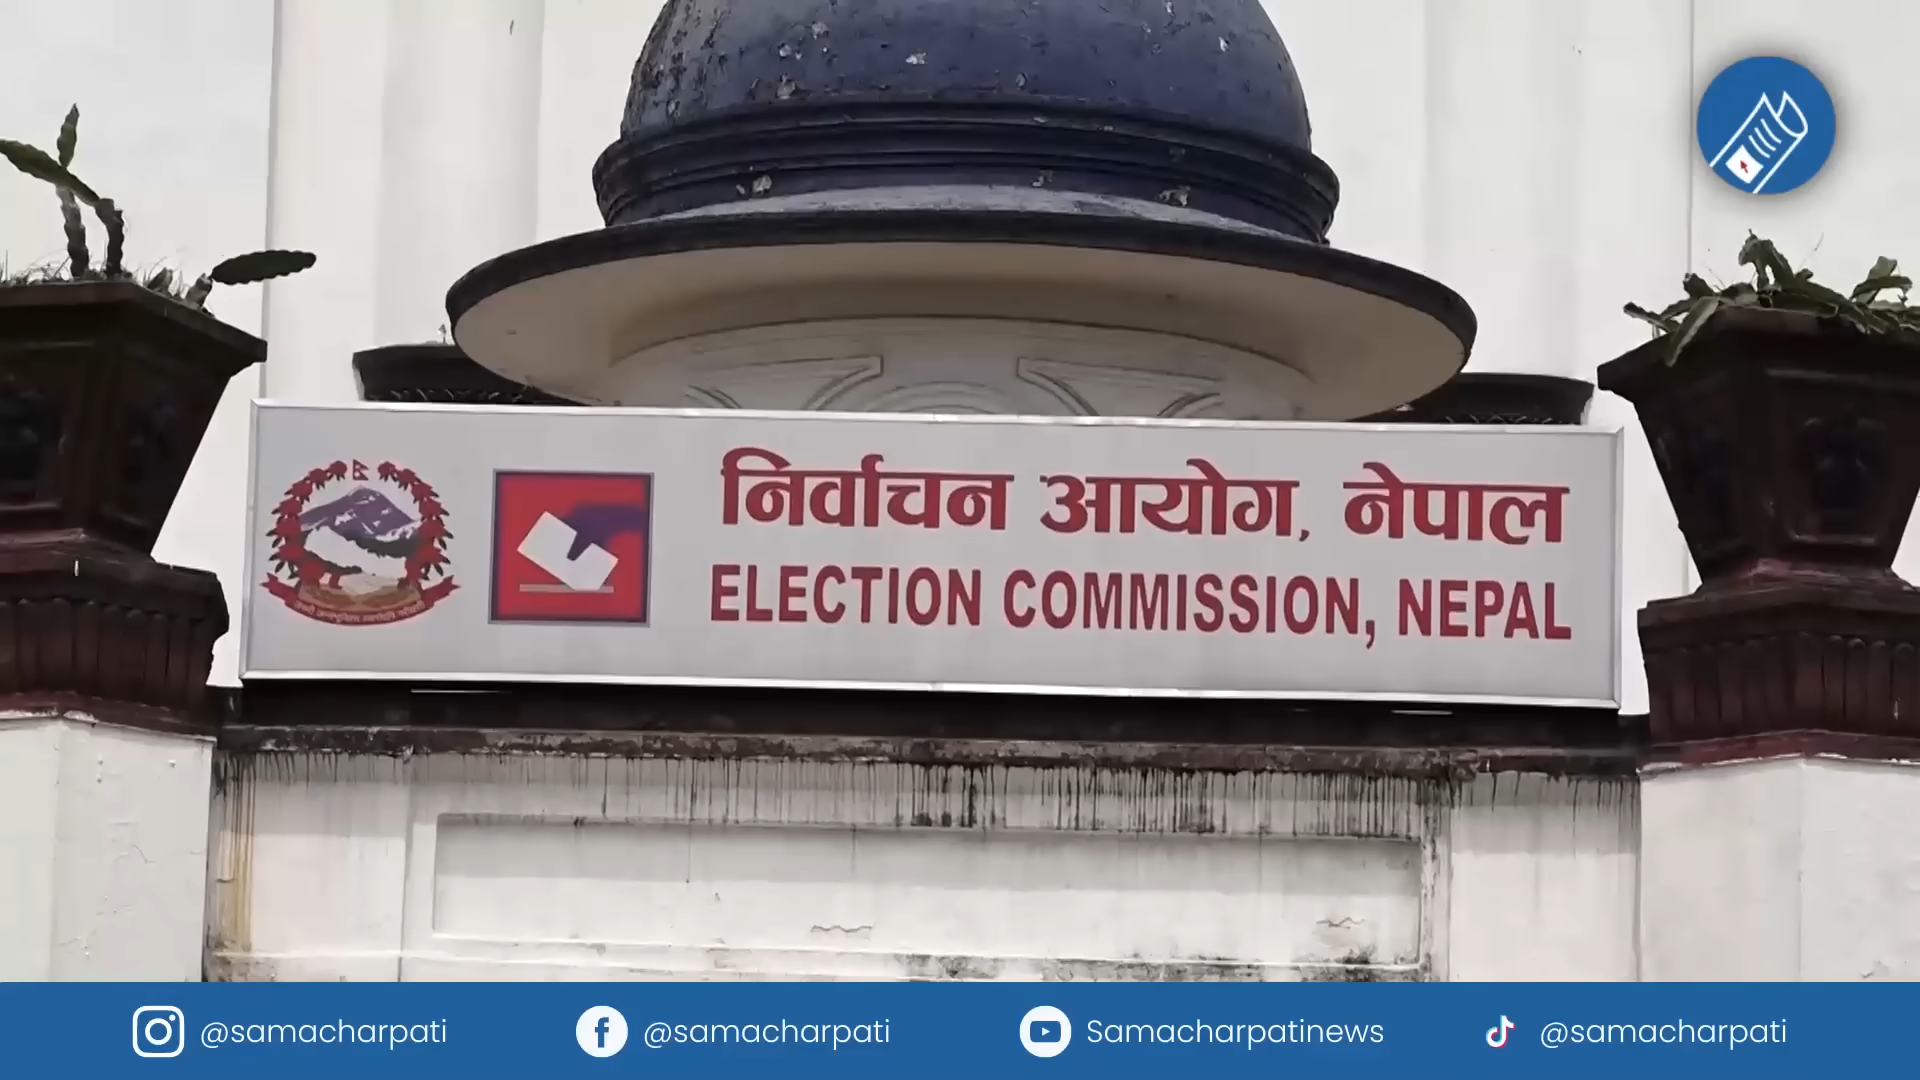 निर्वाचन आयोग, नेपाल
ELECTION COMMISSION, NEPAL
@samacharpati
@samacharpati
Samacharpatinews
@samacharpati